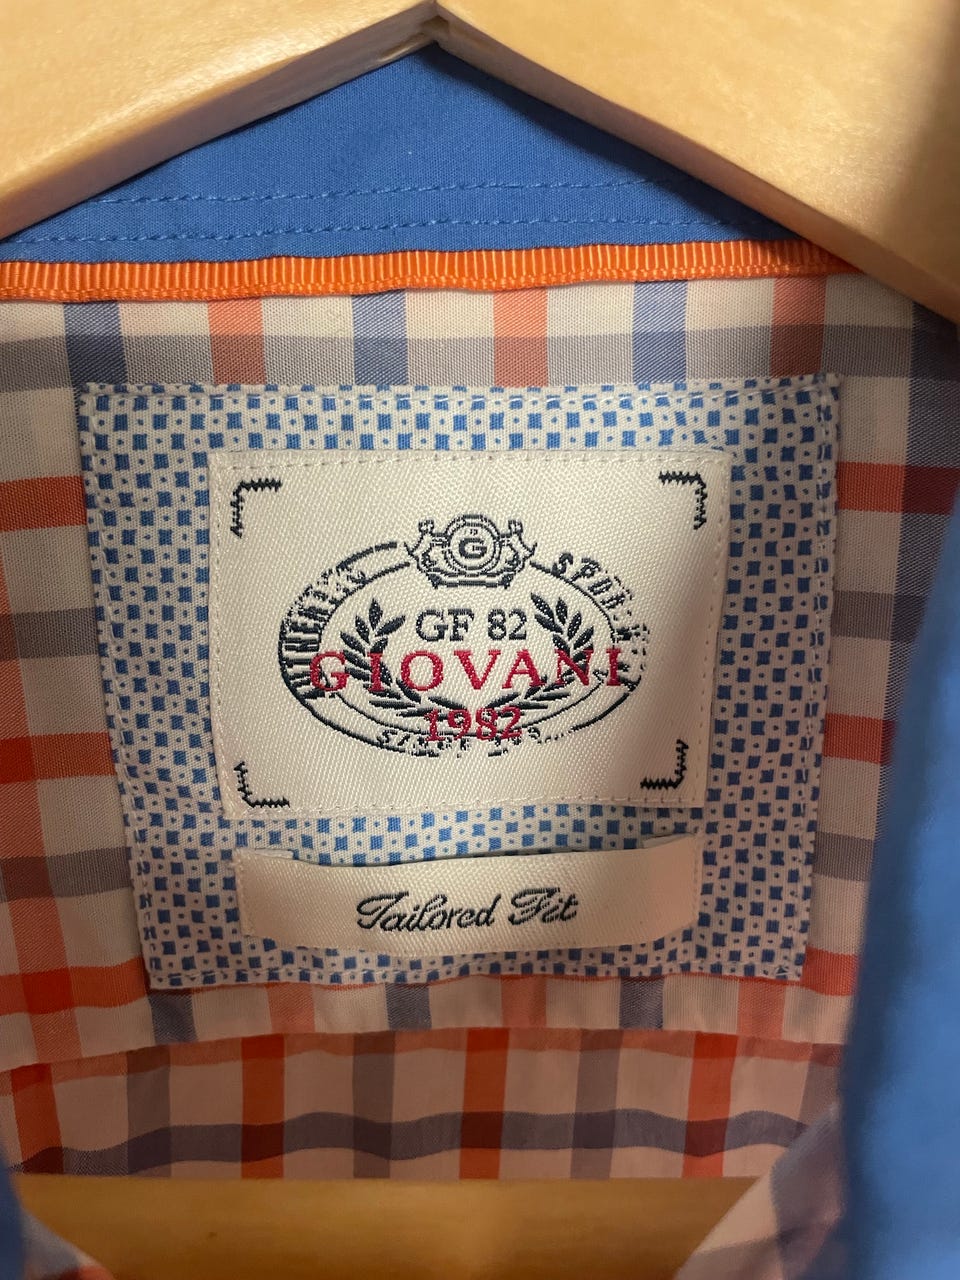 G
GF 82
GIOVANI
1982
Tailored Fit